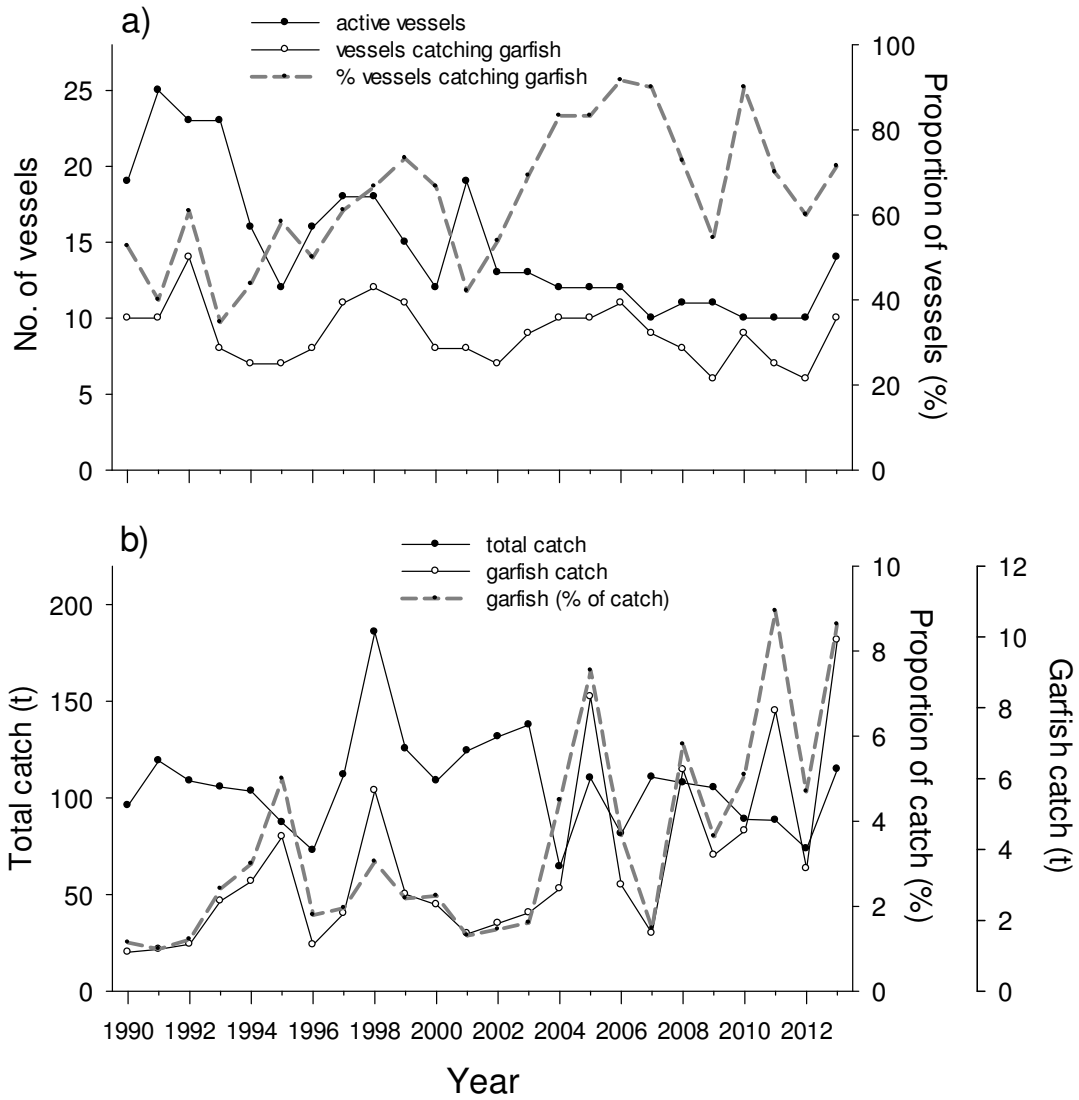 a)
active vessels
vessels catching garfish
% vessels catching garfish
No. of vessels
25
20
15
10
5
0
Proportion of vessels (%)
100
80
60
40
20
0
b)
total catch
garfish catch
garfish (% of catch)
Total catch (t)
200
150
100
50
0
Proportion of catch (%)
10
8
6
4
2
0
Garfish catch (t)
12
10
8
6
4
2
0
1990 1992 1994 1996 1998 2000 2002 2004 2006 2008 2010 2012
Year